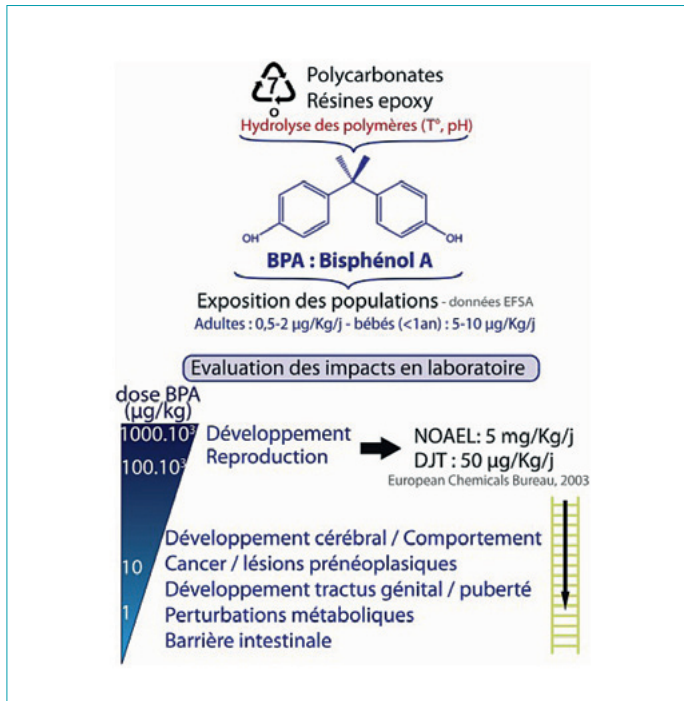 7
O
Polycarbonates
Résines epoxy
Hydrolyse des polymères (T°, pH)
OH
OH
BPA : Bisphénol A
Exposition des populations - données EFSA
Adultes : 0,5-2 µg/Kg/j - bébés (<1an) : 5-10 µg/Kg/j
Evaluation des impacts en laboratoire
dose BPA
(µg/kg)
1000.10³
100.10³
10
1
Développement
Reproduction
NOAEL: 5 mg/Kg/j
DJT : 50 µg/Kg/j
European Chemicals Bureau, 2003
Développement cérébral / Comportement
Cancer / lésions prénéoplasiques
Développement tractus génital / puberté
Perturbations métaboliques
Barrière intestinale